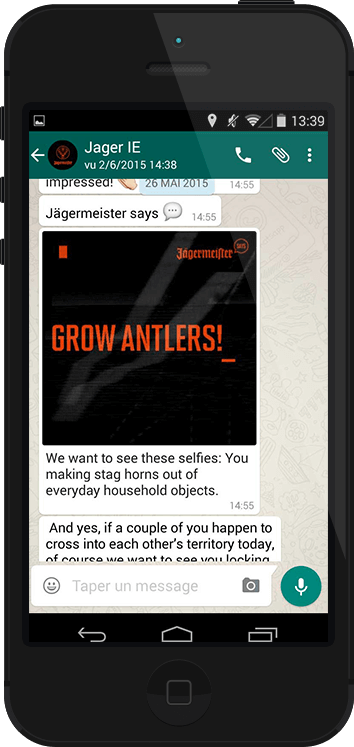 13:39
Jager IE
vu 2/6/2015 14:38
impressed! 👏 26 MAI 2015 14:55
Jägermeister says 💬 14:55
Jägermeister
GROW ANTLERS!_
We want to see these selfies: You
making stag horns out of
everyday household objects.
14:55
And yes, if a couple of you happen to
cross into each other's territory today,
of course we want to see you locking
Taper un message